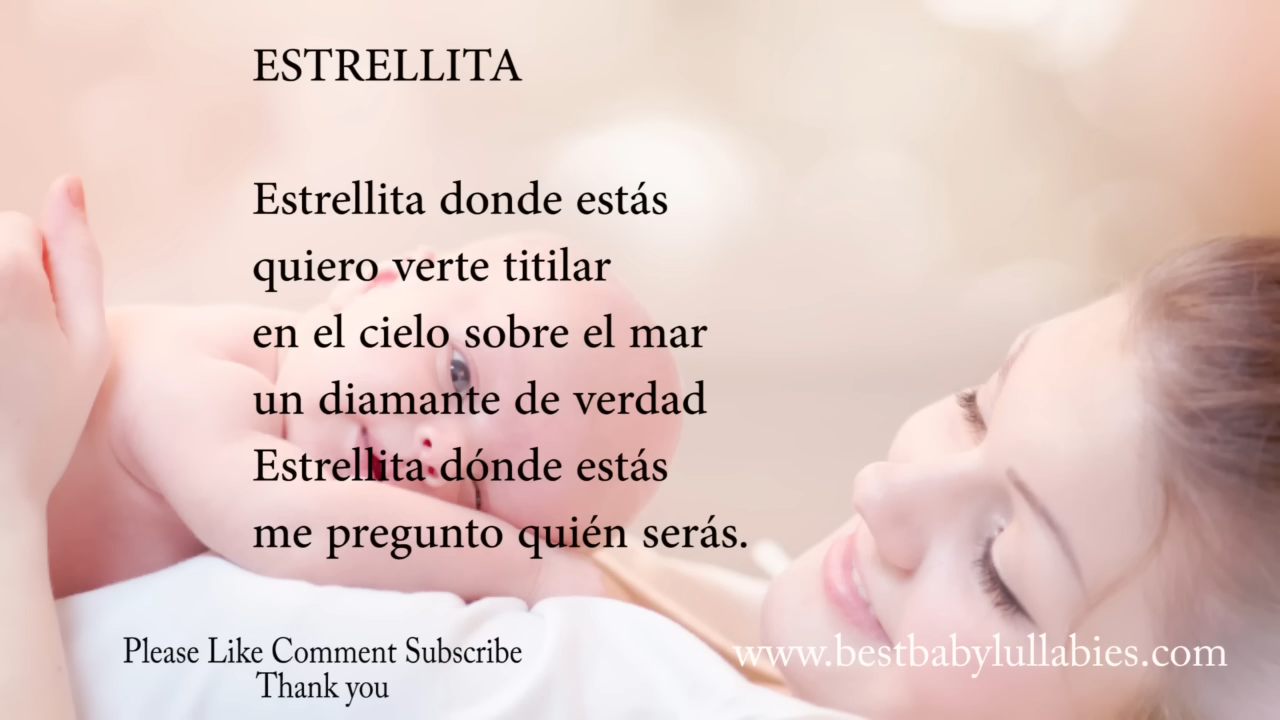 ESTRELLITA
Estrellita donde estás
quiero verte titilar
en el cielo sobre el mar
un diamante de verdad
Estrellita dónde estás
me pregunto quién serás.
Please Like Comment Subscribe
Thank you
www.bestbabylullabies.com